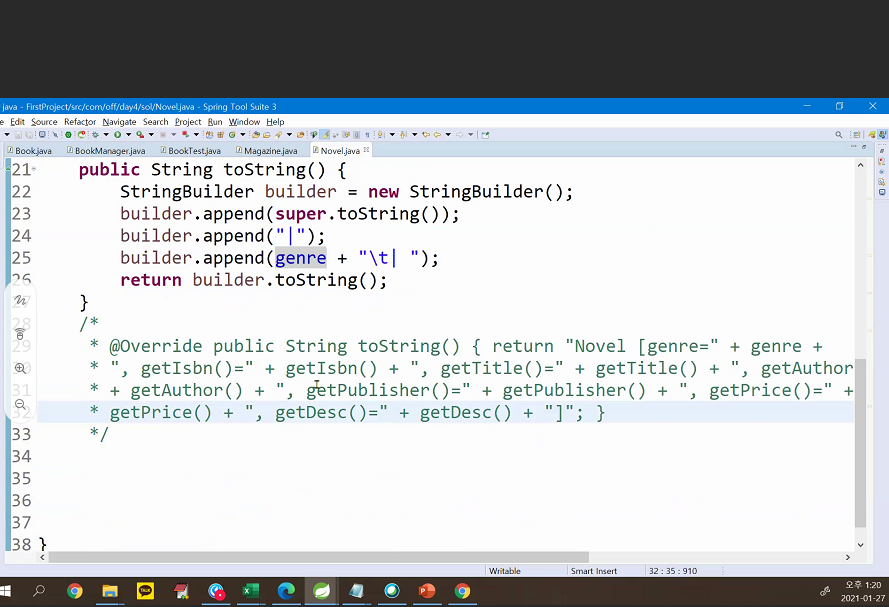 java - FirstProject/src/com/off/day4/sol/Novel.java - Spring Tool Suite 3
e Edit Source Refactor Navigate Search Project Run Window Help
Book.java BookManager.java BookTest.java Magazine.java Novel.java
21 public String toString() {
22 StringBuilder builder = new StringBuilder();
23 builder.append(super.toString());
24 builder.append("|");
25 builder.append(genre + "\t| ");
26 return builder.toString();
27 }
28 /*
29 * @Override public String toString() { return "Novel [genre=" + genre +
30 * ", getIsbn()=" + getIsbn() + ", getTitle()=" + getTitle() + ", getAuthor
31 * + getAuthor() + ", getPublisher()=" + getPublisher() + ", getPrice()=" +
32 * getPrice() + ", getDesc()=" + getDesc() + "]"; }
33 */
34
35
36
37
38 }
Writable Smart Insert 32 : 35 : 910
오후 1:20
2021-01-27